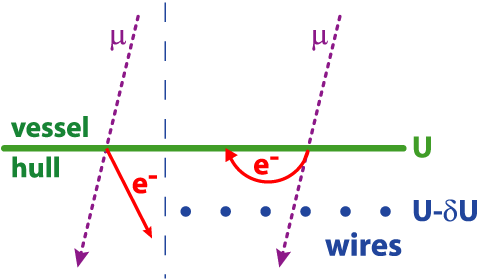 μ
μ
vessel
U
hull
e-
e-
U-δU
wires